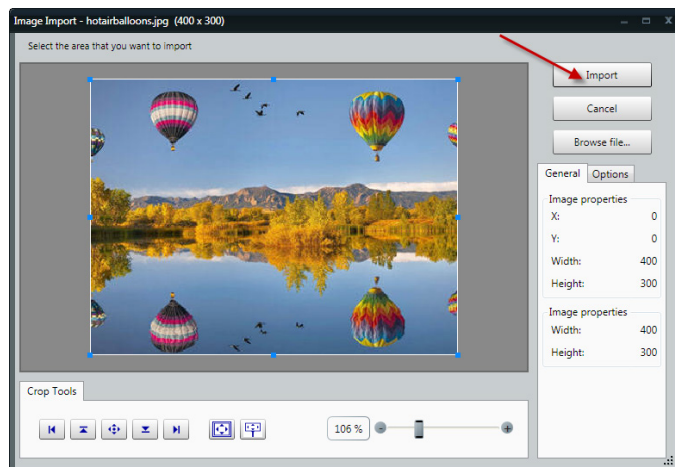 Image Import - hotairballoons.jpg (400 x 300)
Select the area that you want to import
Import
Cancel
Browse file...
General Options
Image properties
X: 0
Y: 0
Width: 400
Height: 300
Image properties
Width: 400
Height: 300
Crop Tools
106 %